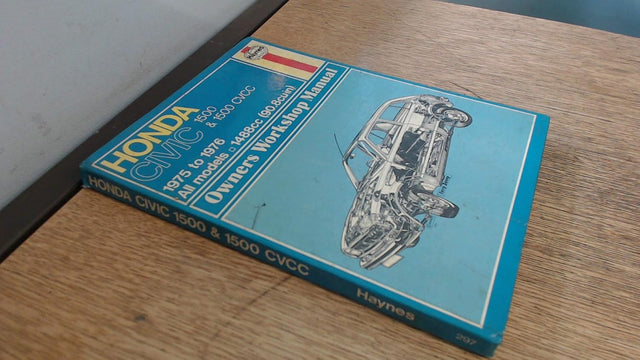 Haynes
HONDA
CIVIC 1500
& 1500 CVCC
1975 to 1976
All models □ 1488cc (90.8cu in)
Owners Workshop Manual
HONDA CIVIC 1500 & 1500 CVCC Haynes 297